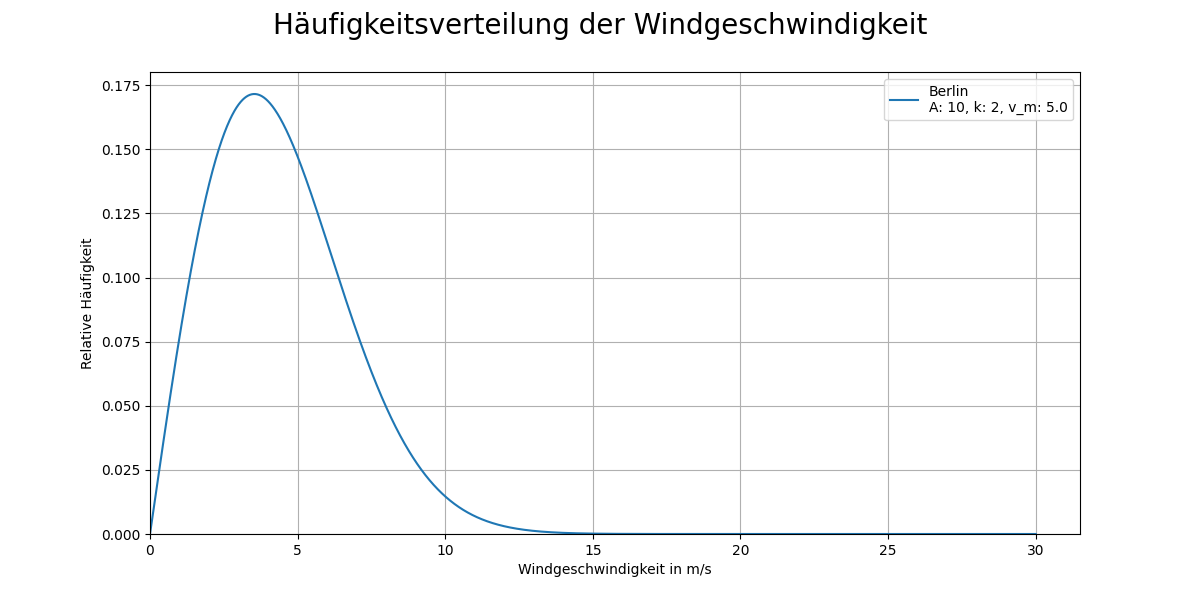 Häufigkeitsverteilung der Windgeschwindigkeit
Berlin
A: 10, k: 2, v_m: 5.0
Relative Häufigkeit
0.175
0.150
0.125
0.100
0.075
0.050
0.025
0.000
0 5 10 15 20 25 30
Windgeschwindigkeit in m/s